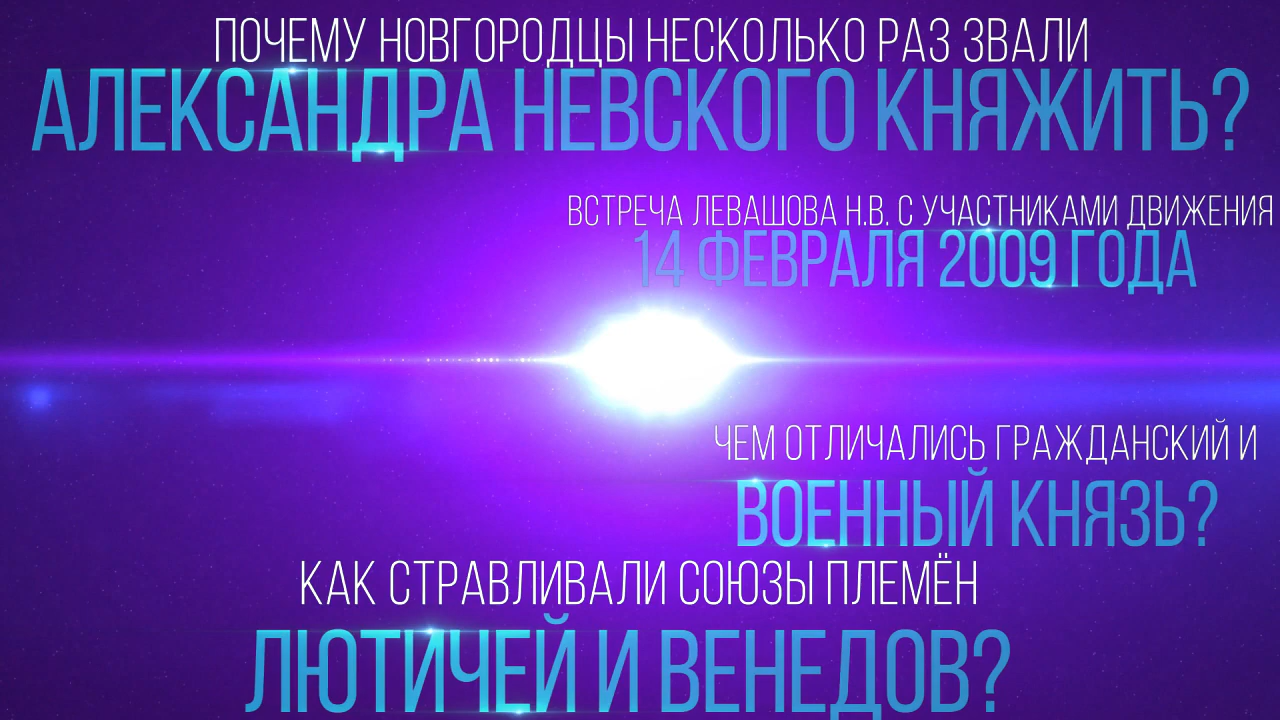 ПОЧЕМУ НОВГОРОДЦЫ НЕСКОЛЬКО РАЗ ЗВАЛИ
АЛЕКСАНДРА НЕВСКОГО КНЯЖИТЬ?
ВСТРЕЧА ЛЕВАШОВА Н.В. С УЧАСТНИКАМИ ДВИЖЕНИЯ
14 ФЕВРАЛЯ 2009 ГОДА
ЧЕМ ОТЛИЧАЛИСЬ ГРАЖДАНСКИЙ И
ВОЕННЫЙ КНЯЗЬ?
КАК СТРАВЛИВАЛИ СОЮЗЫ ПЛЕМЁН
ЛЮТИЧЕЙ И ВЕНЕДОВ?